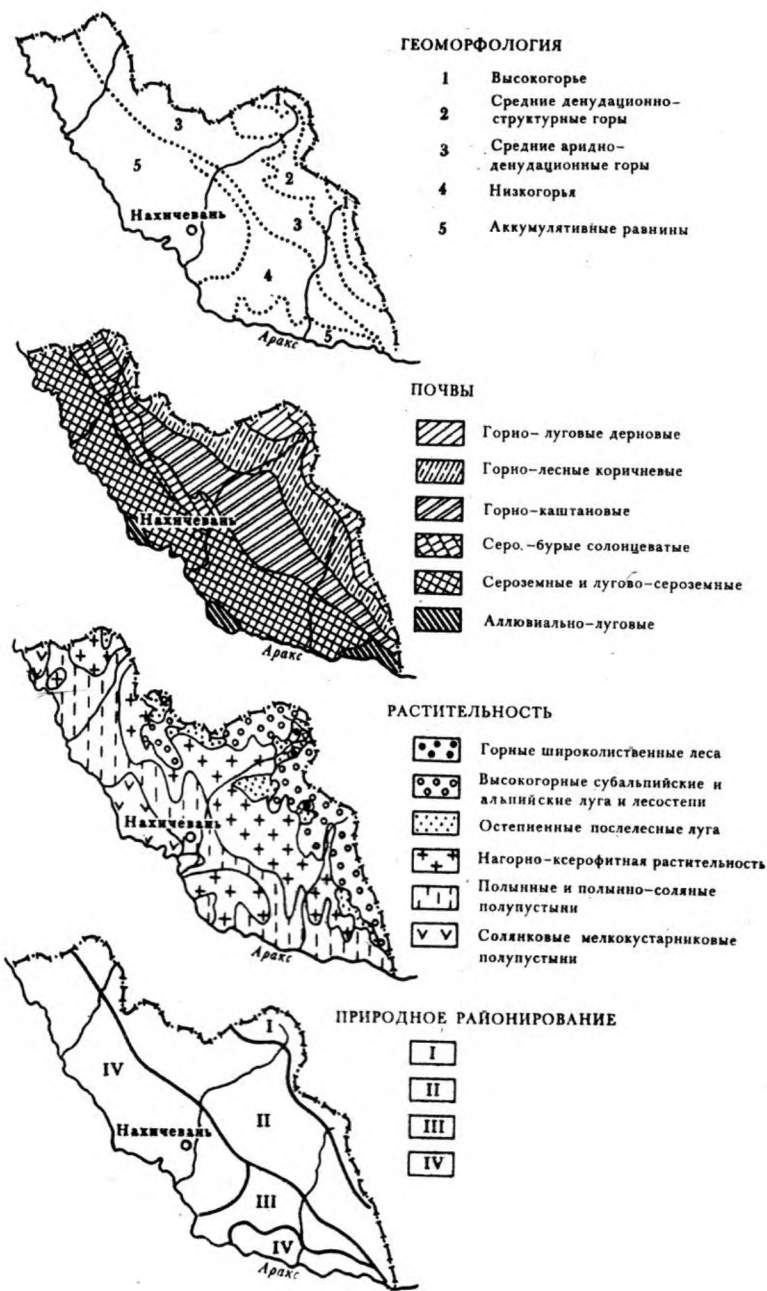 ГЕОМОРФОЛОГИЯ
1 Высокогорье
2 Средние денудационно-
структурные горы
3 Средние аридно-
денудационные горы
4 Низкогорья
5 Аккумулятивные равнины
1
3
2
5
1
Нахичевань
3
4
5
1
Аракс
ПОЧВЫ
Горно-луговые дерновые
Горно-лесные коричневые
Горно-каштановые
Серо.-бурые солонцеватые
Сероземные и лугово-сероземные
Аллювиально-луговые
Нахичевань
Аракс
РАСТИТЕЛЬНОСТЬ
Горные широколиственные леса
Высокогорные субальпийские и
альпийские луга и лесостепи
Остепненные послелесные луга
Нагорно-ксерофитная растительность
Полынные и полынно-соляные
полупустыни
Солянковые мелкокустарниковые
полупустыни
Нахичевань
Аракс
ПРИРОДНОЕ РАЙОНИРОВАНИЕ
I
II
III
IV
I
I
IV
II
Нахичевань
III
IV
Аракс